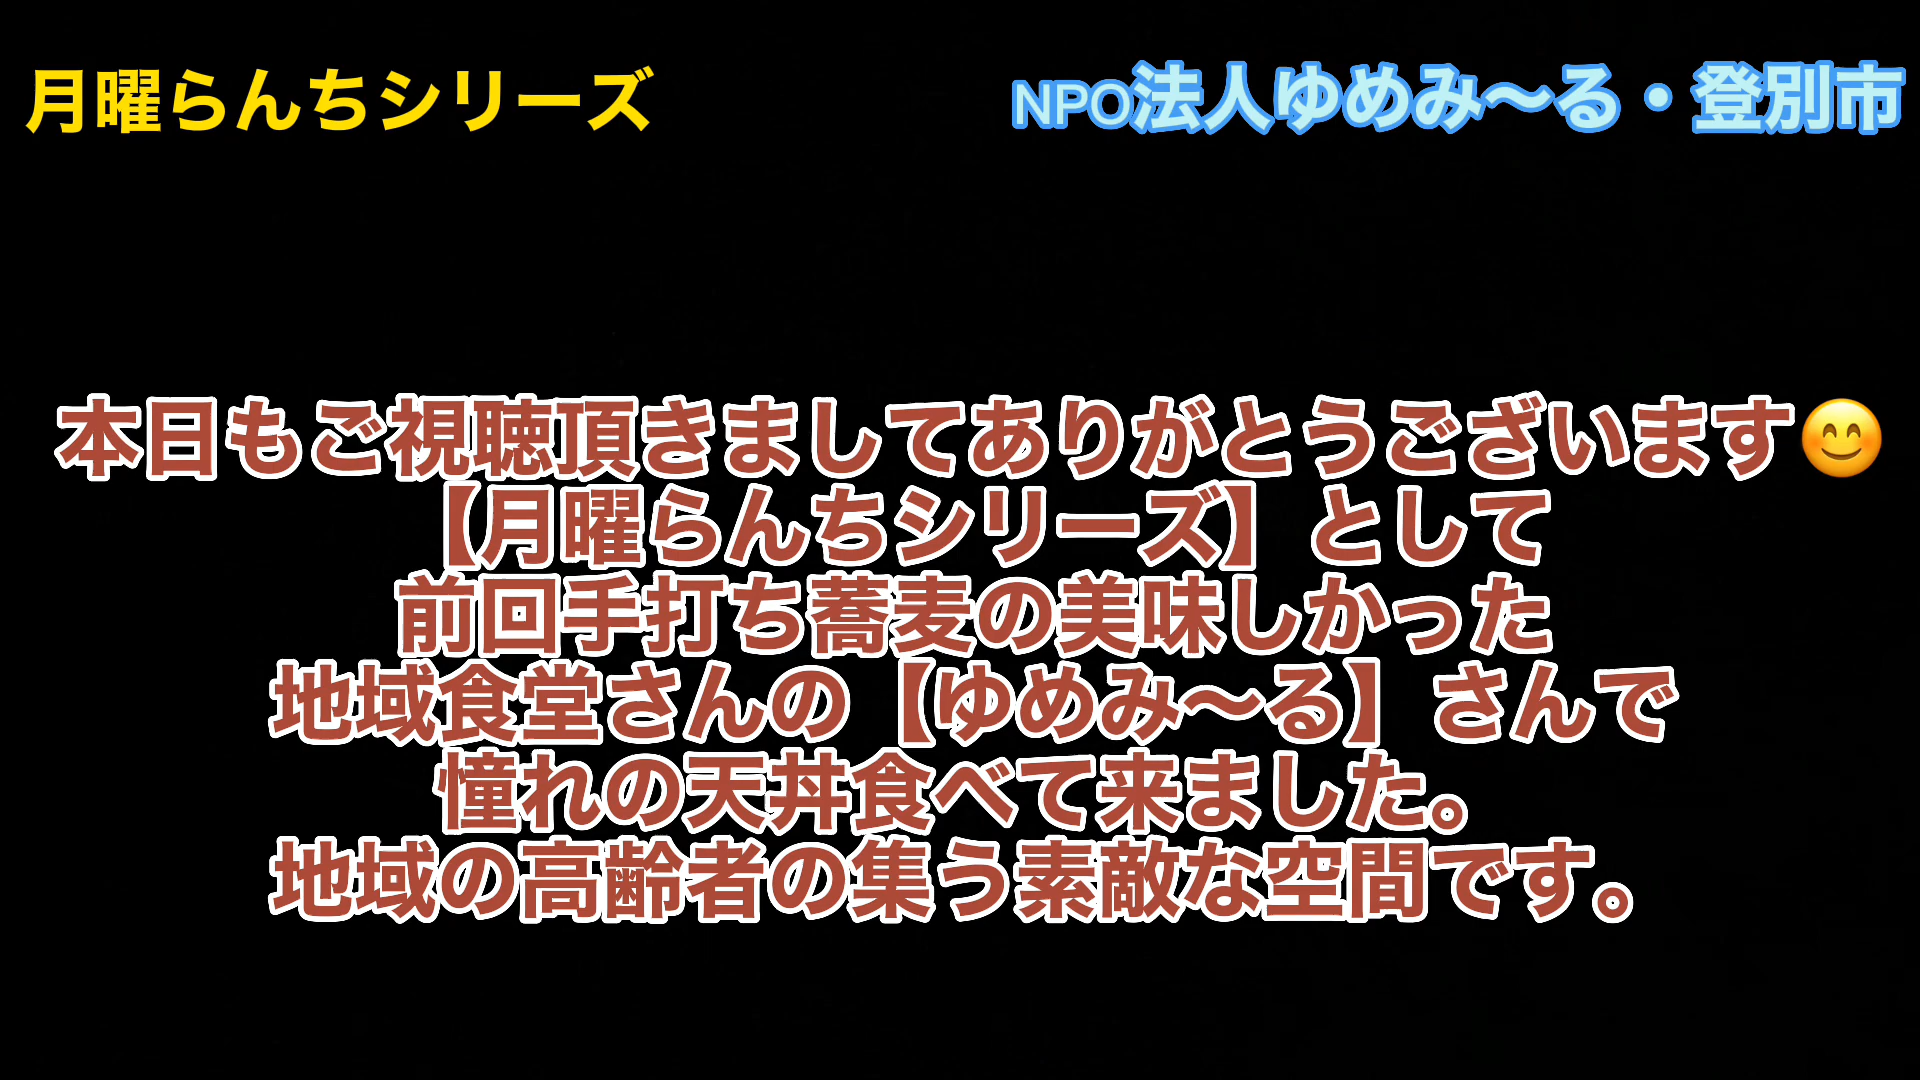 月曜らんちシリーズ
NPO法人ゆめみ〜る・登別市
本日もご視聴頂きましてありがとうございます😊
【月曜らんちシリーズ】として
前回手打ち蕎麦の美味しかった
地域食堂さんの【ゆめみ〜る】さんで
憧れの天丼食べて来ました。
地域の高齢者の集う素敵な空間です。